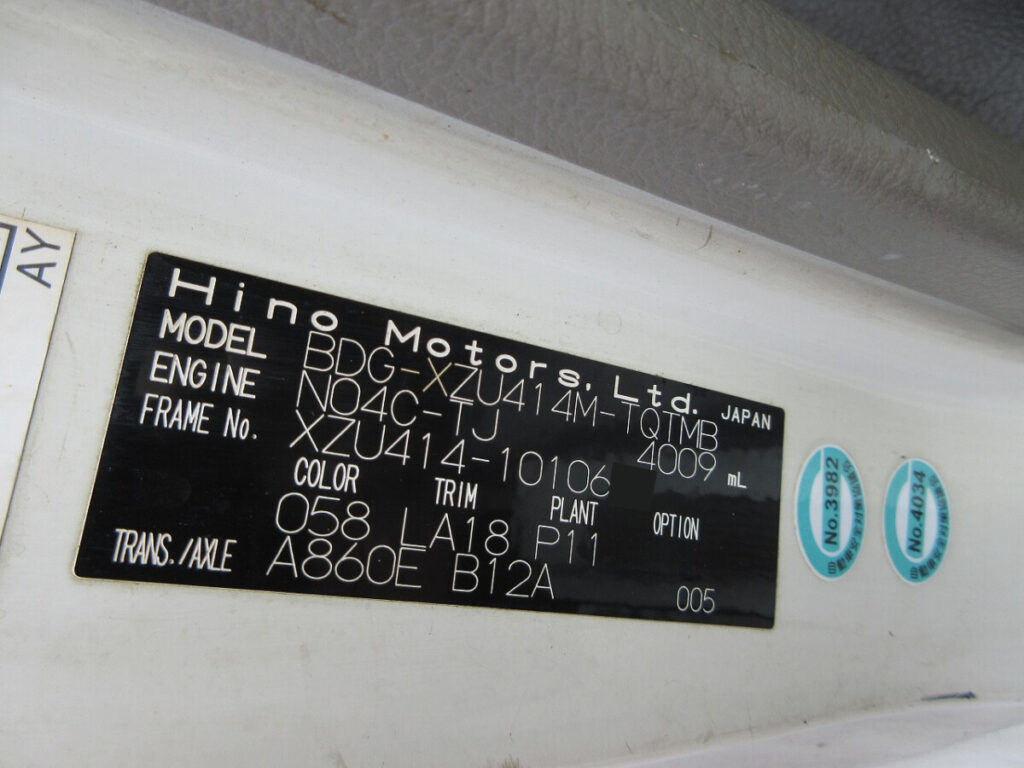 AY
Hino Motors, Ltd. JAPAN
MODEL BDG-XZU414M-TQTMB
ENGINE N04C-TJ 4009 mL
FRAME No. XZU414-10106
COLOR TRIM PLANT OPTION
058 LA18 P11
TRANS./AXLE A860E B12A 005
No.3982
No.4034